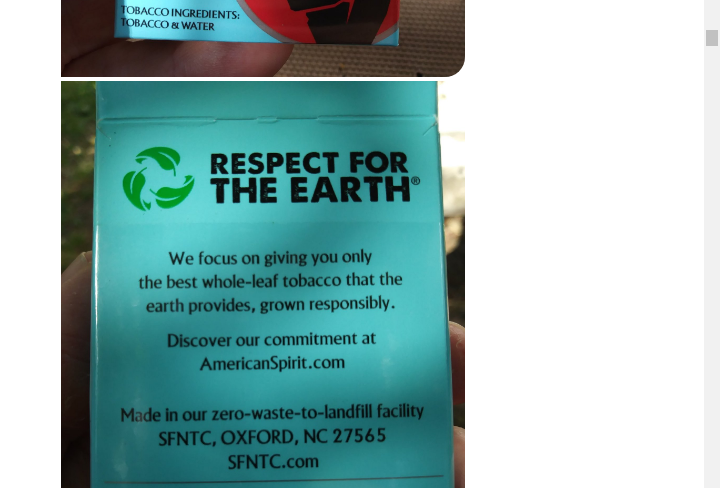 TOBACCO INGREDIENTS:
TOBACCO & WATER
RESPECT FOR
THE EARTH®
We focus on giving you only
the best whole-leaf tobacco that the
earth provides, grown responsibly.
Discover our commitment at
AmericanSpirit.com
Made in our zero-waste-to-landfill facility
SFNTC, OXFORD, NC 27565
SFNTC.com